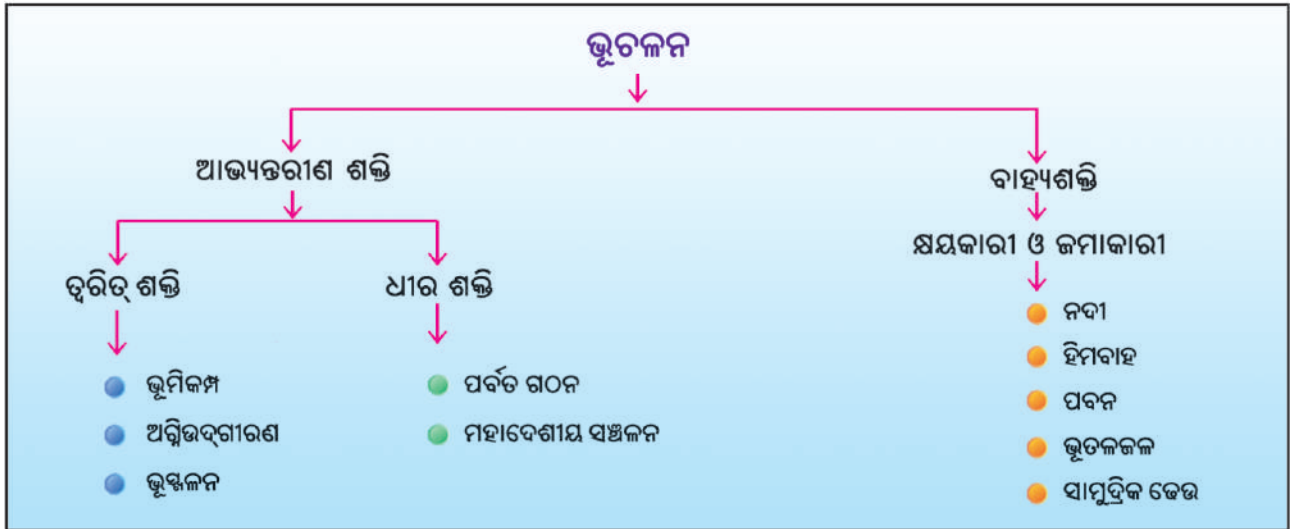 ଭୂଚଳନ
ଆଭ୍ୟନ୍ତରୀଣ ଶକ୍ତି
ବାହ୍ୟଶକ୍ତି
କ୍ଷୟକାରୀ ଓ ଜମାକାରୀ
ତ୍ୱରିତ୍ ଶକ୍ତି
ଧୀର ଶକ୍ତି
ଭୂମିକମ୍ପ
ଅଗ୍ନିଉଦ୍‌ଗୀରଣ
ଭୂସ୍ଖଳନ
ପର୍ବତ ଗଠନ
ମହାଦେଶୀୟ ସଞ୍ଚଳନ
ନଦୀ
ହିମବାହ
ପବନ
ଭୂତଳଜଳ
ସାମୁଦ୍ରିକ ଢେଉ